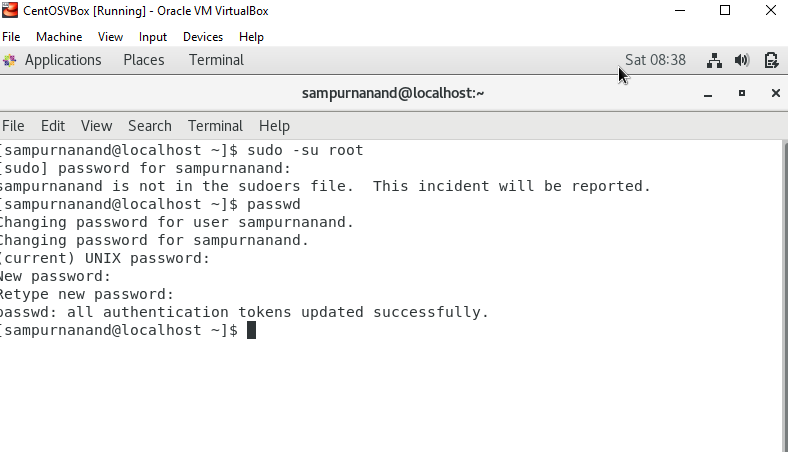 CentOSVBox [Running] - Oracle VM VirtualBox
File Machine View Input Devices Help
Applications Places Terminal Sat 08:38
sampurnanand@localhost:~
File Edit View Search Terminal Help
[sampurnanand@localhost ~]$ sudo -su root
[sudo] password for sampurnanand:
sampurnanand is not in the sudoers file.  This incident will be reported.
[sampurnanand@localhost ~]$ passwd
Changing password for user sampurnanand.
Changing password for sampurnanand.
(current) UNIX password:
New password:
Retype new password:
passwd: all authentication tokens updated successfully.
[sampurnanand@localhost ~]$